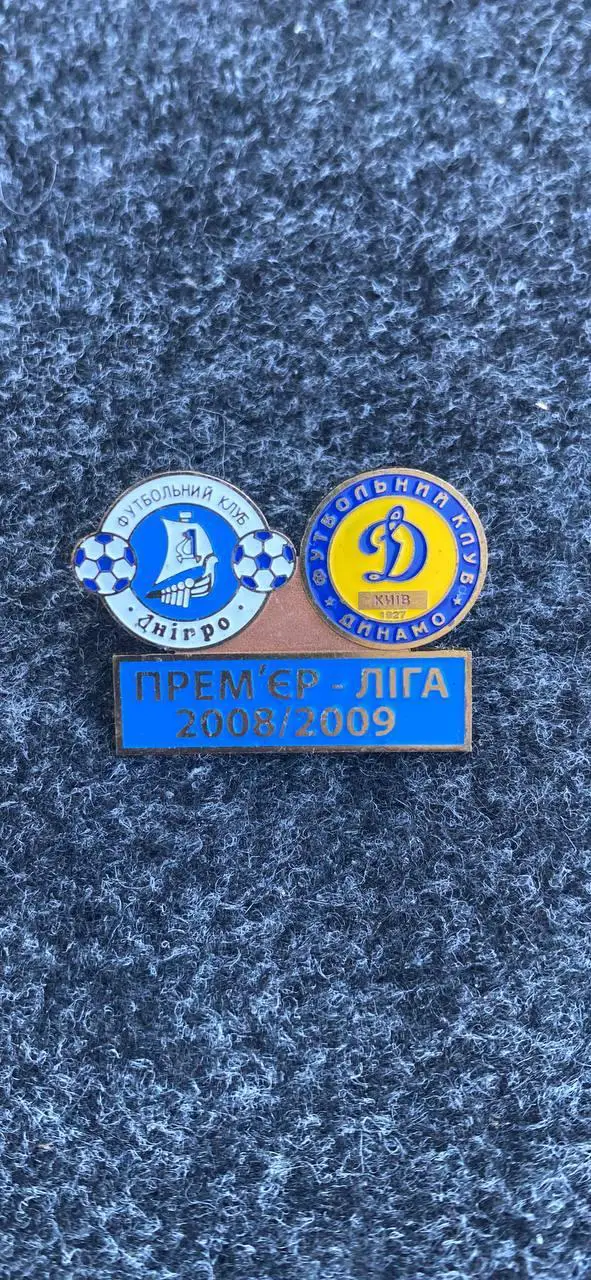 ФУТБОЛЬНИЙ КЛУБ
Дніпро
ФУТБОЛЬНИЙ КЛУБ
Д
КИЇВ
1927
ДИНАМО
ПРЕМ'ЄР - ЛІГА
2008/2009